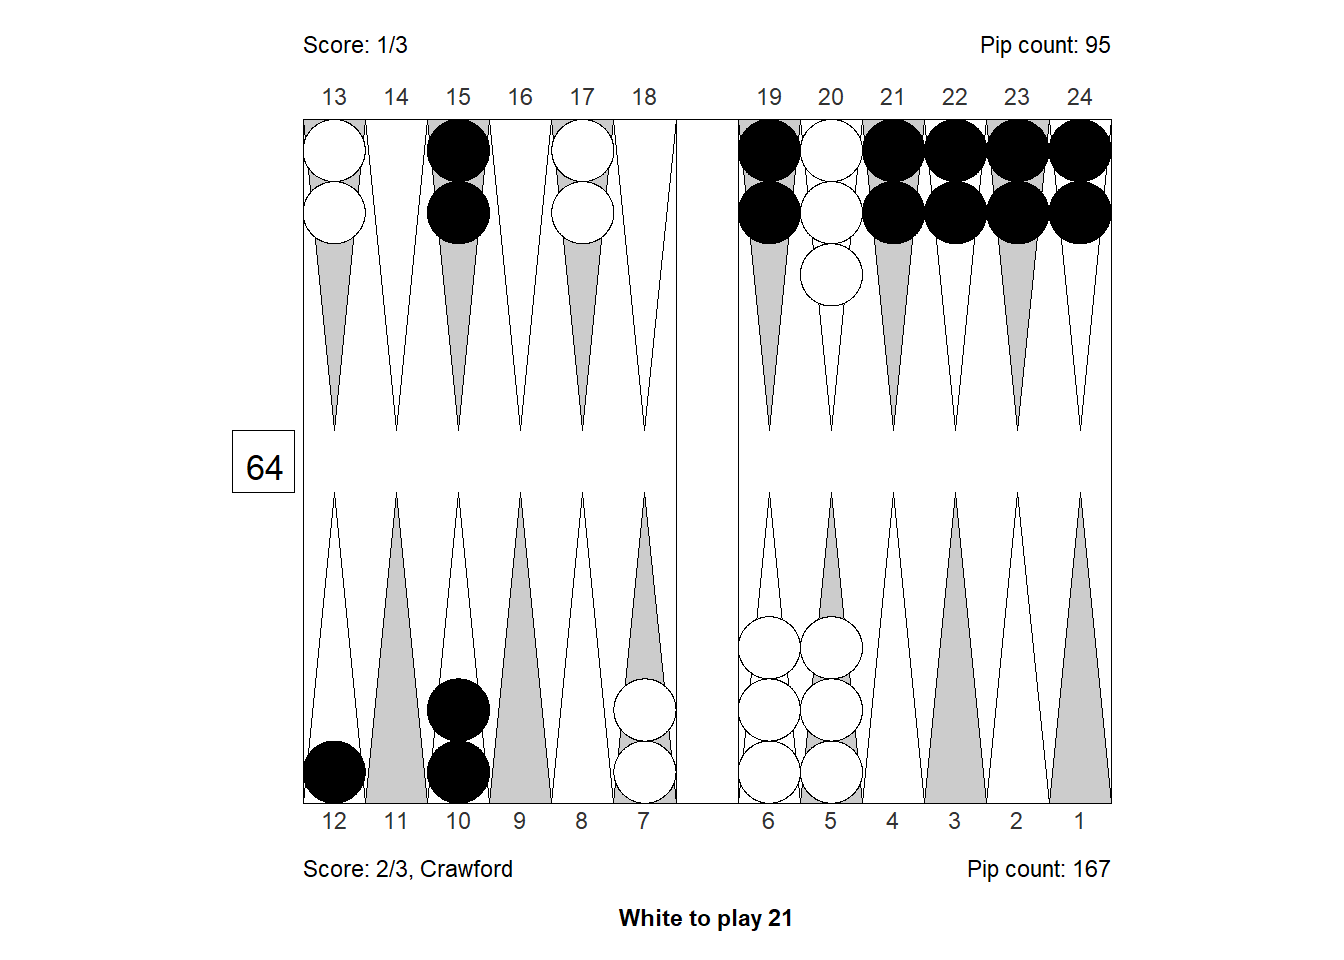 Score: 1/3
Pip count: 95
13 14 15 16 17 18 19 20 21 22 23 24
64
12 11 10 9 8 7 6 5 4 3 2 1
Score: 2/3, Crawford
Pip count: 167
White to play 21